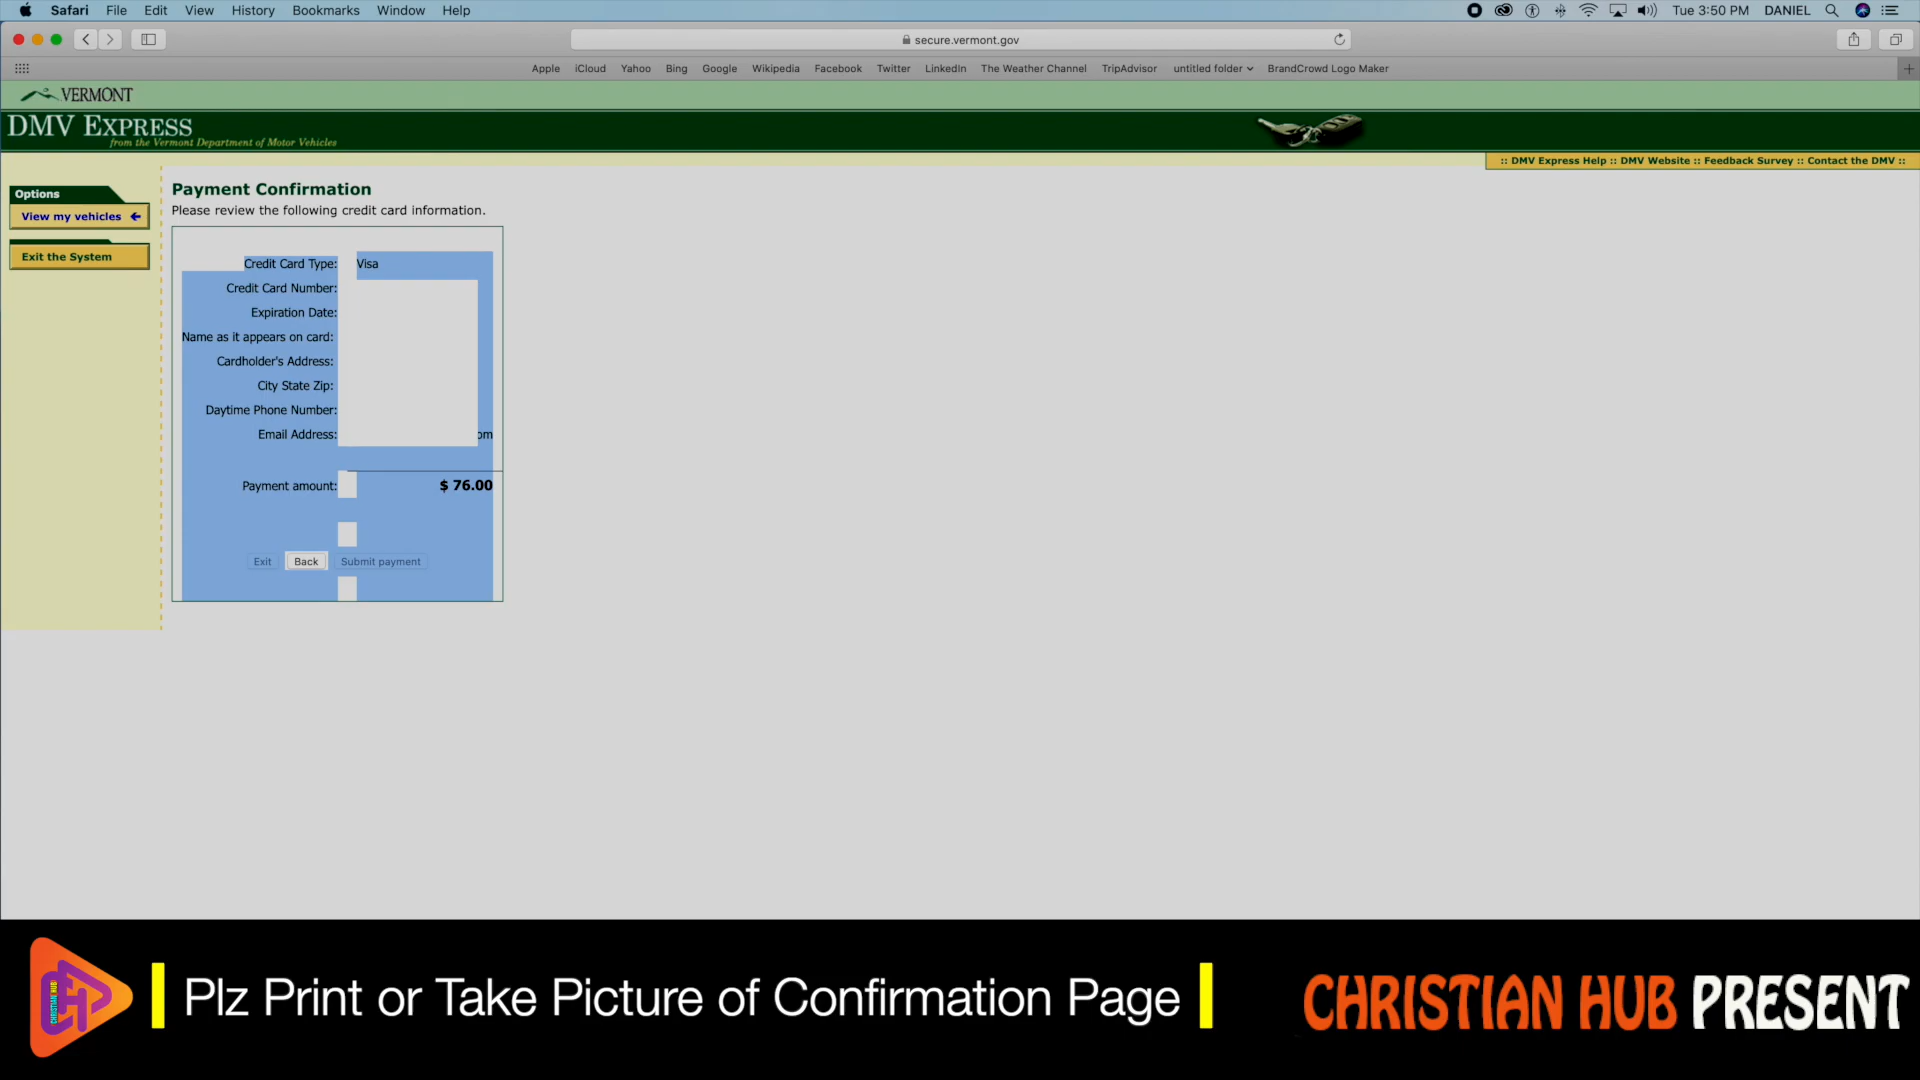 Safari File Edit View History Bookmarks Window Help Tue 3:50 PM DANIEL
secure.vermont.gov
Apple iCloud Yahoo Bing Google Wikipedia Facebook Twitter LinkedIn The Weather Channel TripAdvisor untitled folder BrandCrowd Logo Maker
VERMONT
DMV EXPRESS
from the Vermont Department of Motor Vehicles
:: DMV Express Help :: DMV Website :: Feedback Survey :: Contact the DMV ::
Options
View my vehicles
Exit the System
Payment Confirmation
Please review the following credit card information.
Credit Card Type: Visa
Credit Card Number:
Expiration Date:
Name as it appears on card:
Cardholder's Address:
City State Zip:
Daytime Phone Number:
Email Address: om
Payment amount: $ 76.00
Exit Back Submit payment
CHRISTIAN HUB
Plz Print or Take Picture of Confirmation Page
CHRISTIAN HUB PRESENT